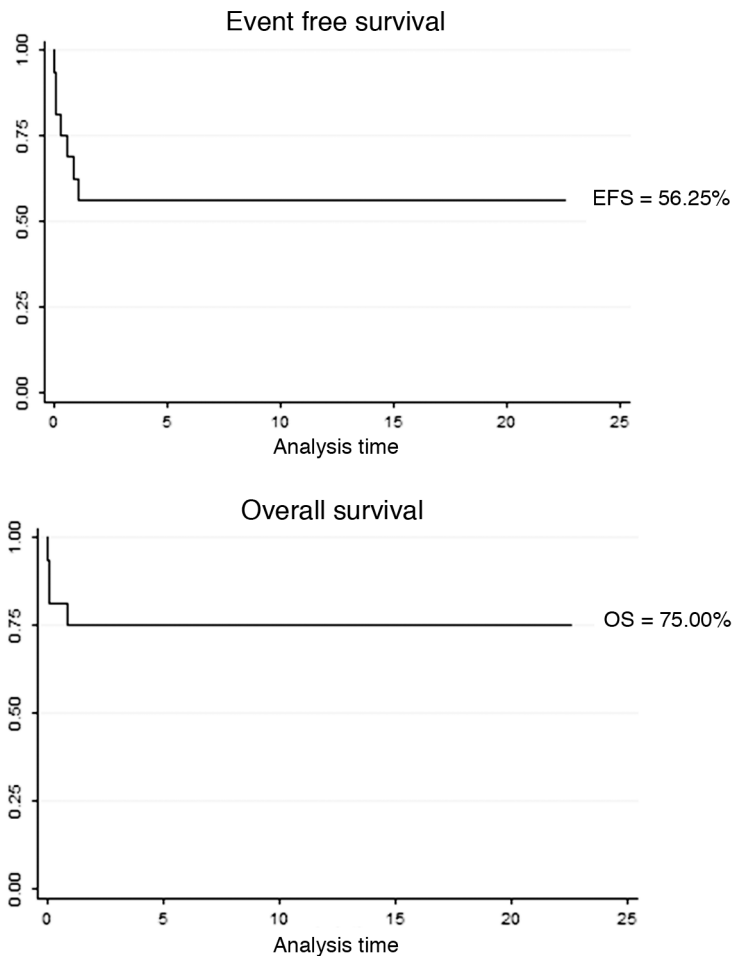 Event free survival
1.00
0.75
0.50
0.25
0.00
EFS = 56.25%
0 5 10 15 20 25
Analysis time
Overall survival
1.00
0.75
0.50
0.25
0.00
OS = 75.00%
0 5 10 15 20 25
Analysis time